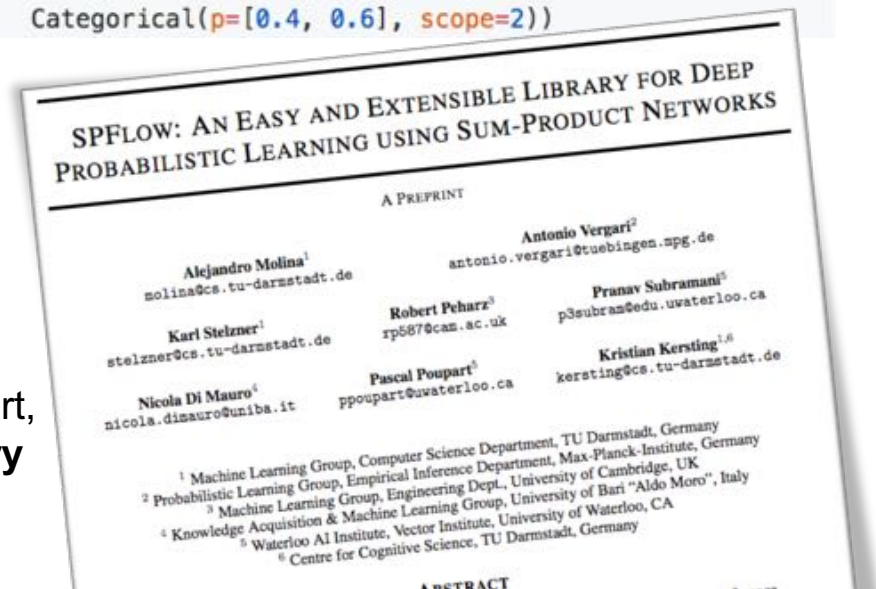 Categorical(p=[0.4, 0.6], scope=2))
SPFLOW: AN EASY AND EXTENSIBLE LIBRARY FOR DEEP
PROBABILISTIC LEARNING USING SUM-PRODUCT NETWORKS
A PREPRINT
Alejandro Molina1
molina@cs.tu-darmstadt.de
Antonio Vergari2
antonio.vergari@tuebingen.mpg.de
Karl Stelzner1
stelzner@cs.tu-darmstadt.de
Robert Peharz3
rp587@cam.ac.uk
Pranav Subramani5
p3subram@edu.uwaterloo.ca
Nicola Di Mauro4
nicola.dimauro@uniba.it
Pascal Poupart5
ppoupart@uwaterloo.ca
Kristian Kersting1,6
kersting@cs.tu-darmstadt.de
rt,
y
1 Machine Learning Group, Computer Science Department, TU Darmstadt, Germany
2 Probabilistic Learning Group, Empirical Inference Department, Max-Planck-Institute, Germany
3 Machine Learning Group, Engineering Dept., University of Cambridge, UK
4 Knowledge Acquisition & Machine Learning Group, University of Bari "Aldo Moro", Italy
5 Waterloo AI Institute, Vector Institute, University of Waterloo, CA
6 Centre for Cognitive Science, TU Darmstadt, Germany
ABSTRACT